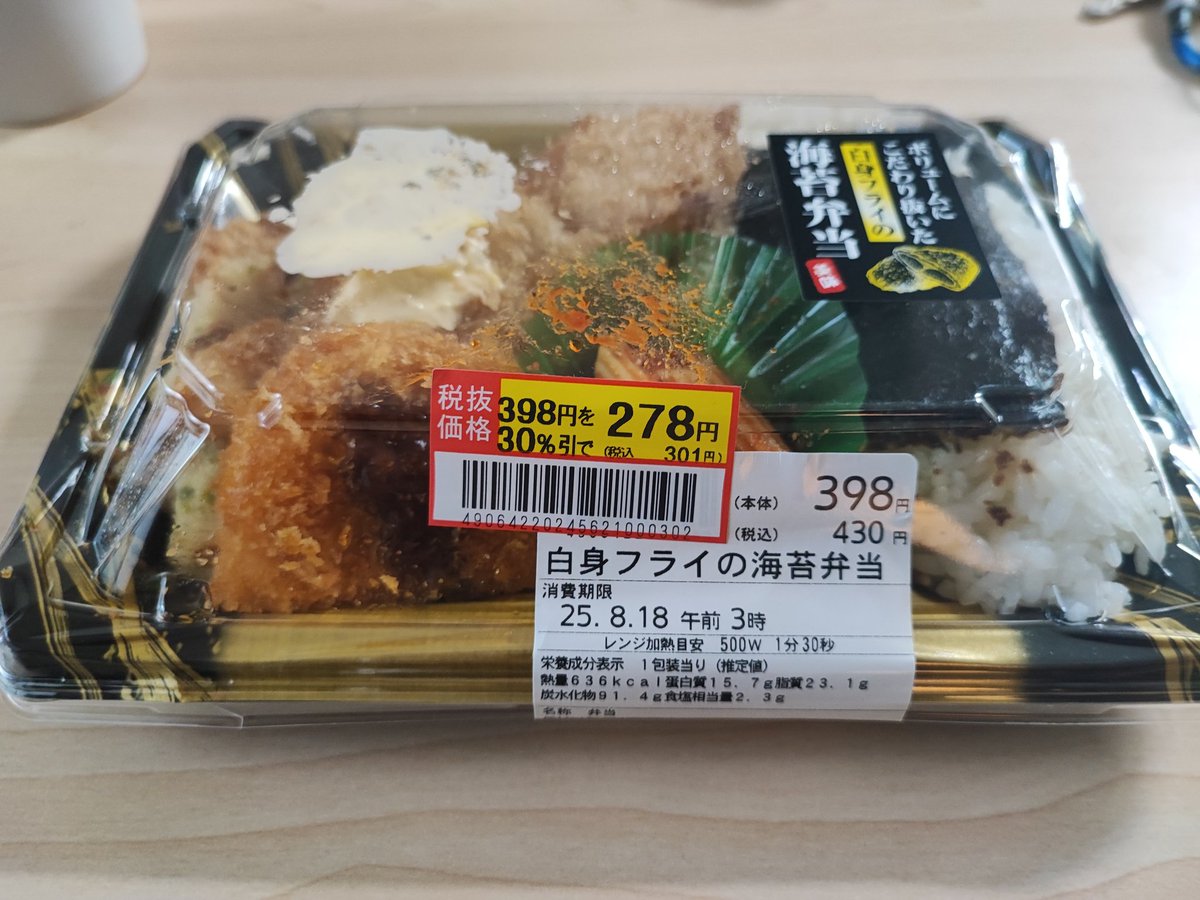 ボリュームに
こだわり抜いた
白身フライの
海苔弁当
税抜
価格
398円を
30%引で
278円
(税込 301円)
4906422024562100030​2
(本体) 398円
(税込) 430円
白身フライの海苔弁当
消費期限
25.8.18 午前 3時
レンジ加熱目安 500W 1分30秒
栄養成分表示 1包装当り(推定値)
熱量636kcal蛋白質15.7g脂質23.1g
炭水化物91.4g食塩相当量2.3g
名称 弁当